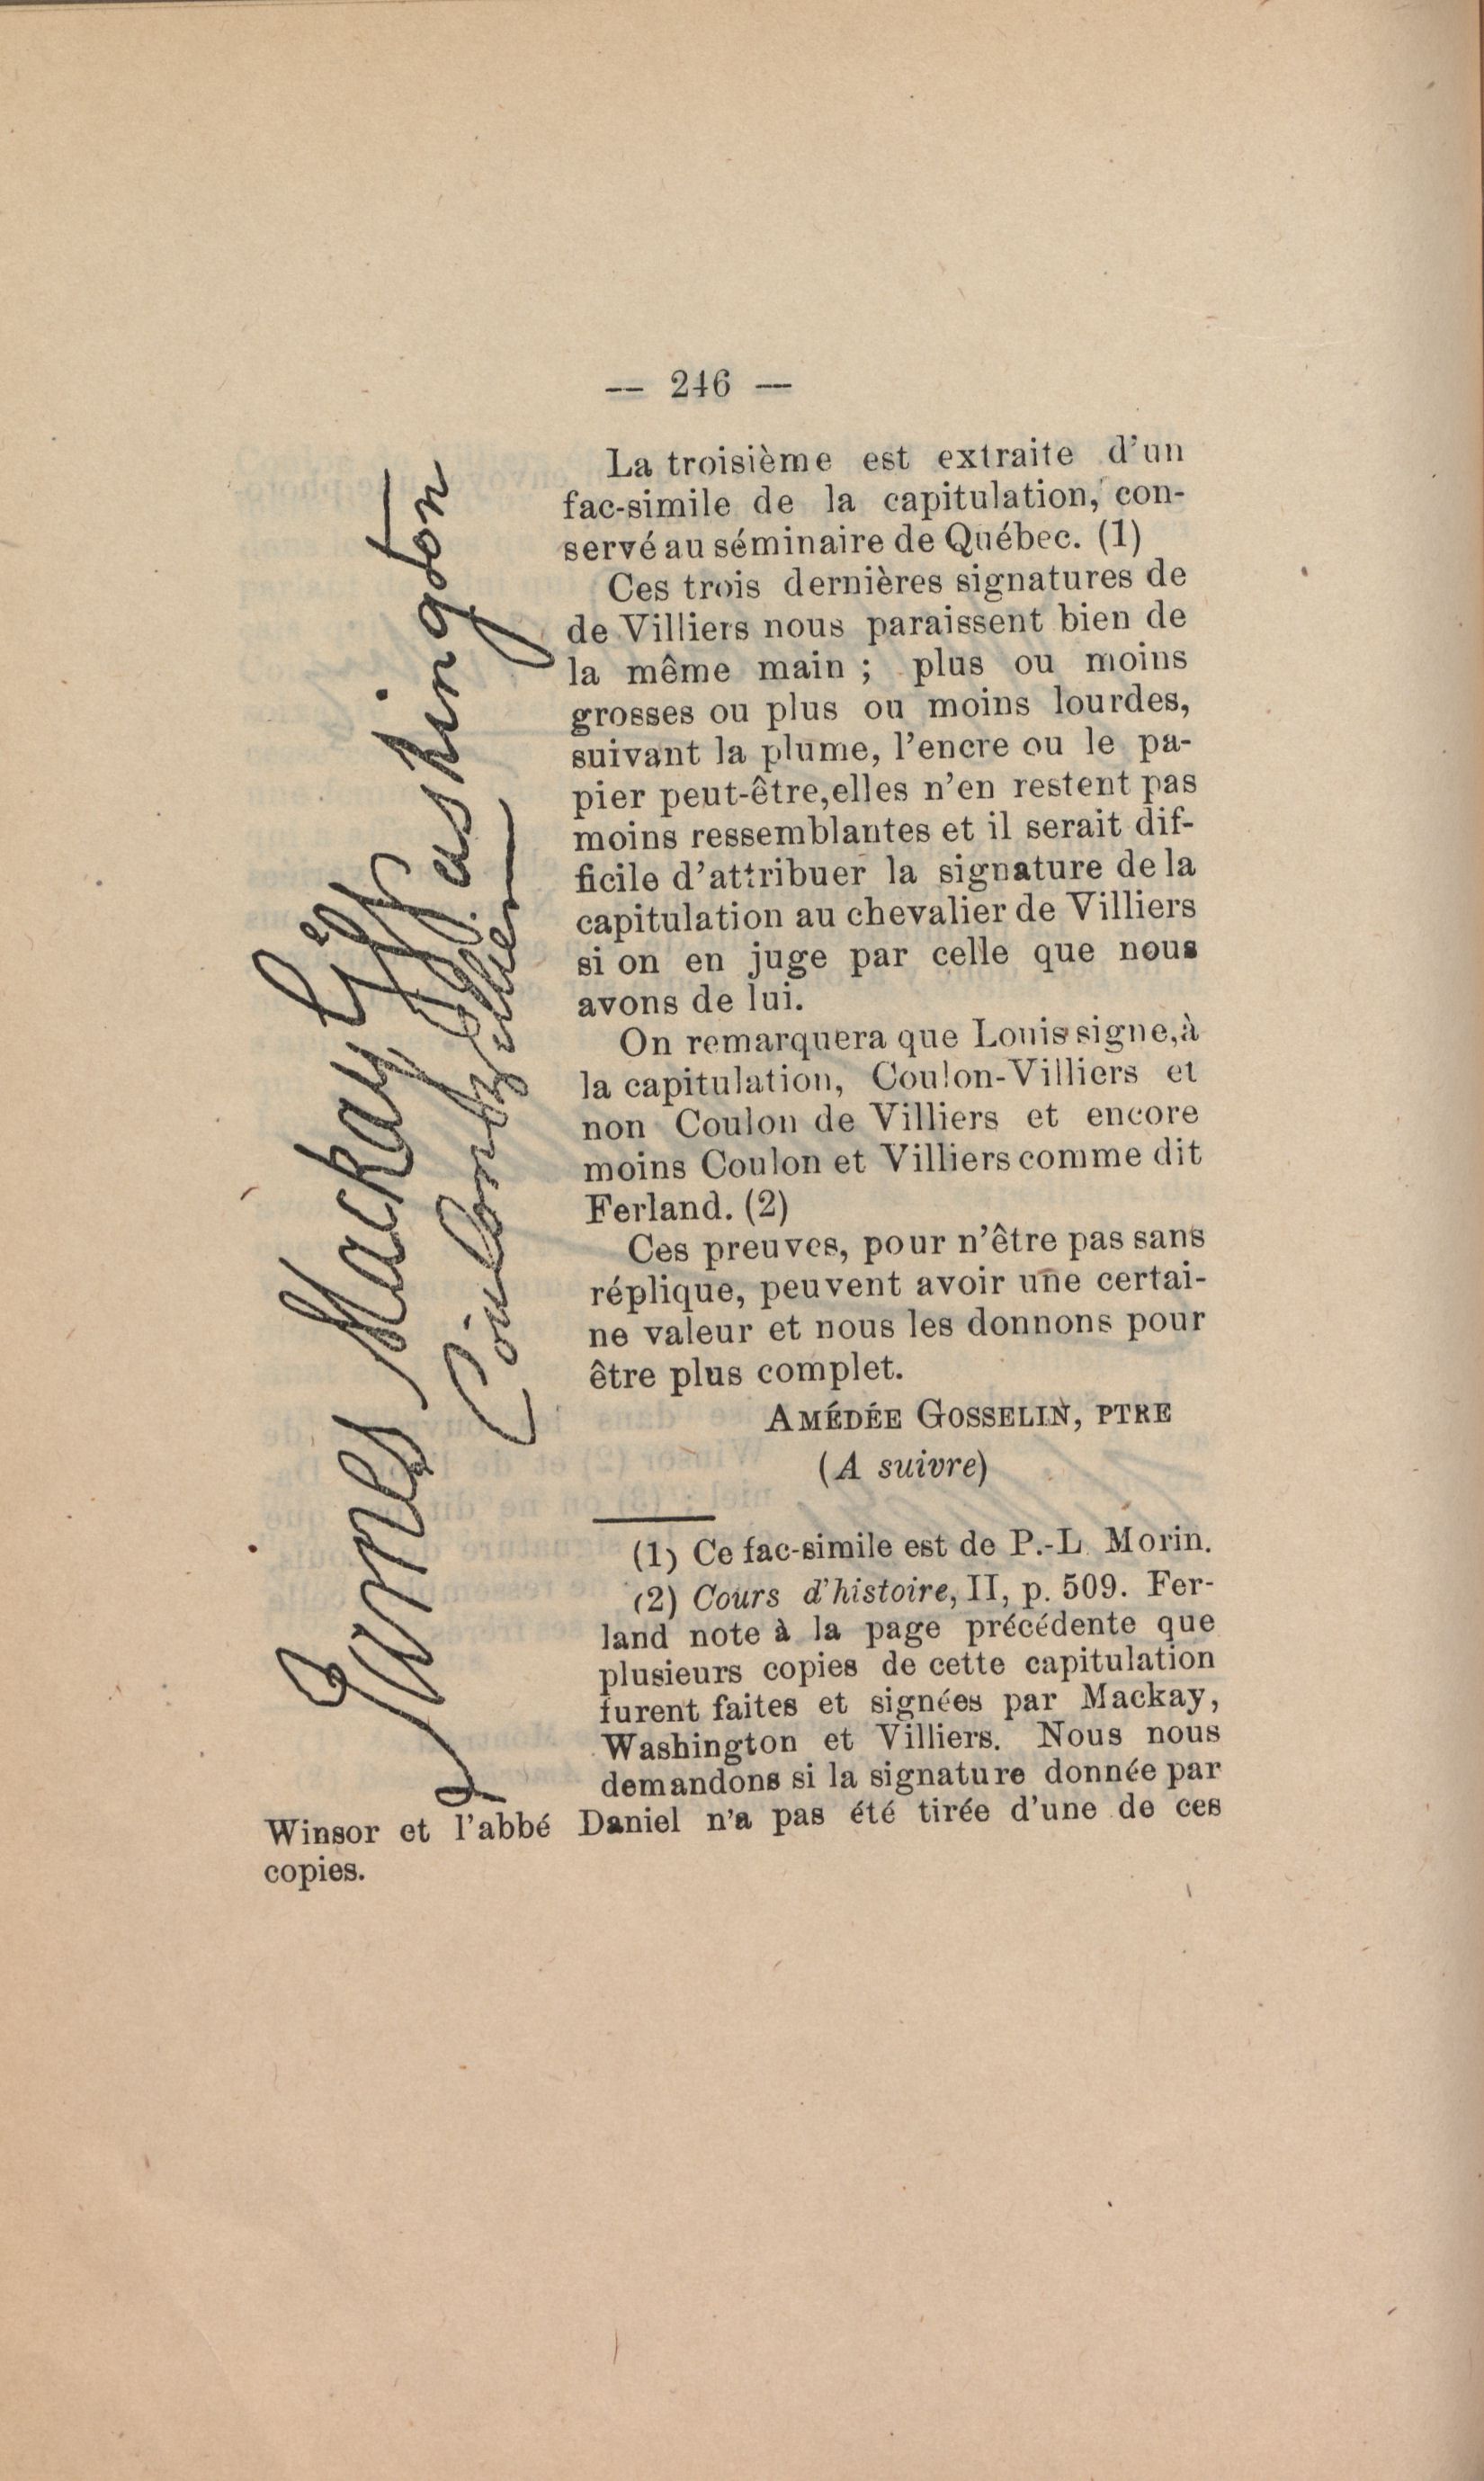 — 246 —
La troisième est extraite d'un
fac-simile de la capitulation, con-
servé au séminaire de Québec. (1)
Ces trois dernières signatures de
de Villiers nous paraissent bien de
la même main ; plus ou moins
grosses ou plus ou moins lourdes,
suivant la plume, l'encre ou le pa-
pier peut-être, elles n'en restent pas
moins ressemblantes et il serait dif-
ficile d'attribuer la signature de la
capitulation au chevalier de Villiers
si on en juge par celle que nous
avons de lui.
On remarquera que Louis signe, à
la capitulation, Coulon-Villiers et
non Coulon de Villiers et encore
moins Coulon et Villiers comme dit
Ferland. (2)
Ces preuves, pour n'être pas sans
réplique, peuvent avoir une certai-
ne valeur et nous les donnons pour
être plus complet.
AMÉDÉE GOSSELIN, PTRE
(A suivre)
(1) Ce fac-simile est de P.-L. Morin.
(2) Cours d'histoire, II, p. 509. Fer-
land note à la page précédente que
plusieurs copies de cette capitulation
furent faites et signées par Mackay,
Washington et Villiers. Nous nous
demandons si la signature donnée par
Winsor et l'abbé Daniel n'a pas été tirée d'une de ces
copies.
James Mackay
Washington
Coulon Villier